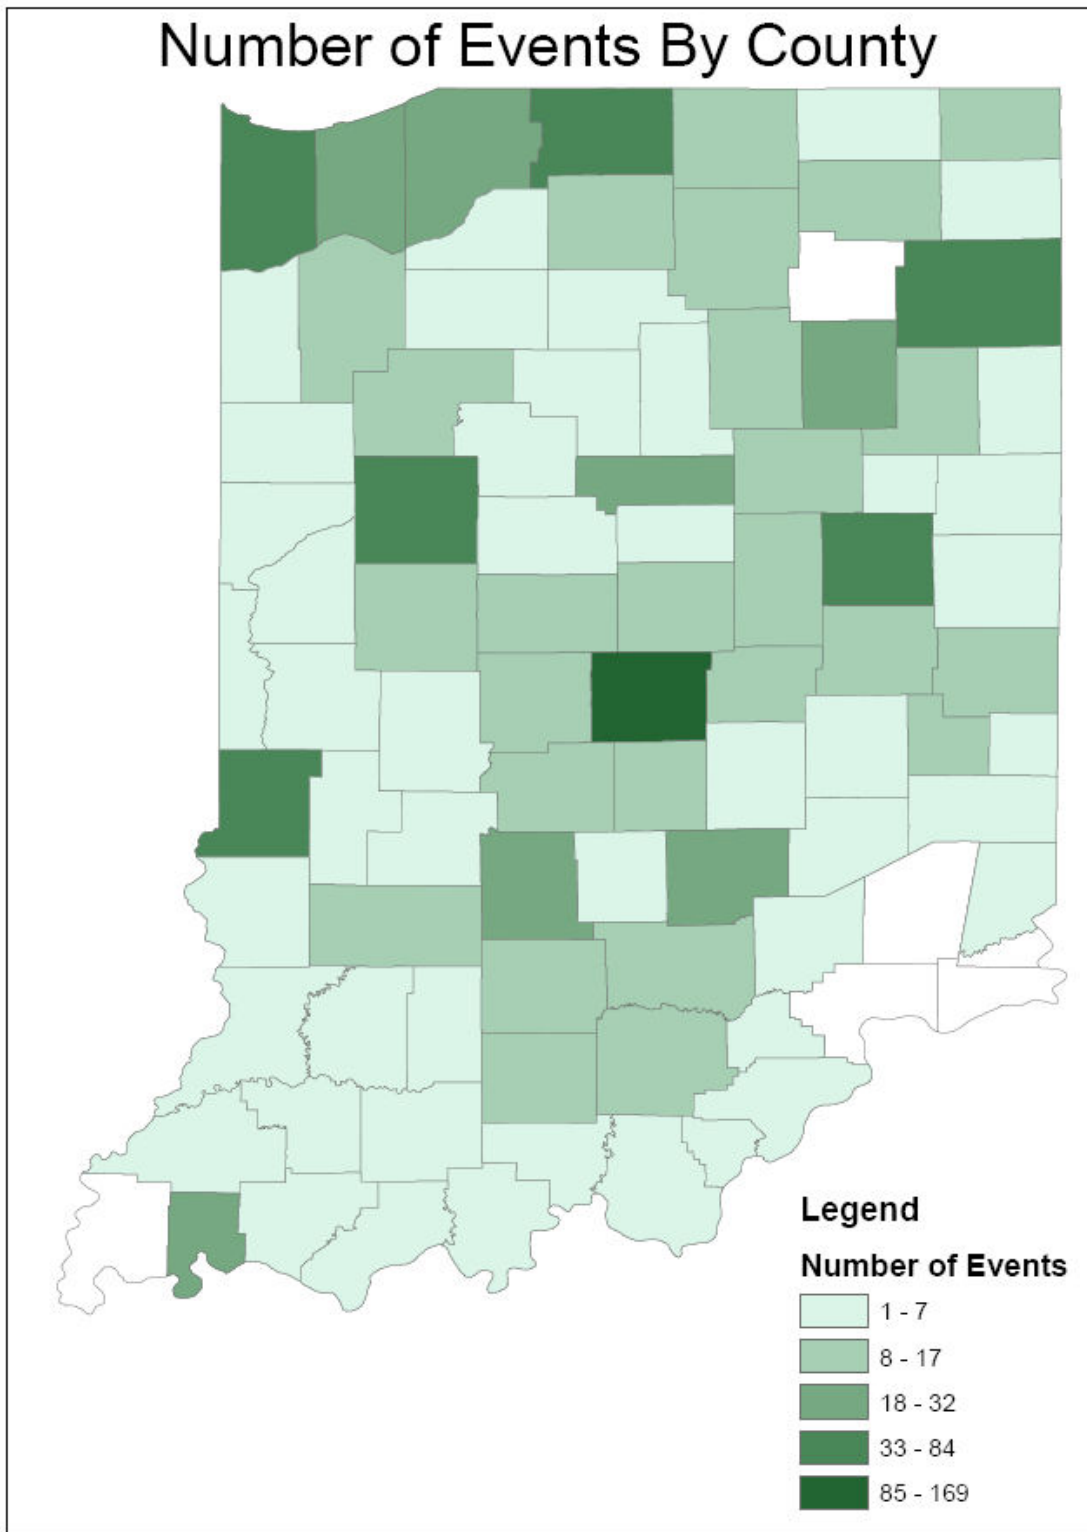 Number of Events By County
Legend
Number of Events
1 - 7
8 - 17
18 - 32
33 - 84
85 - 169